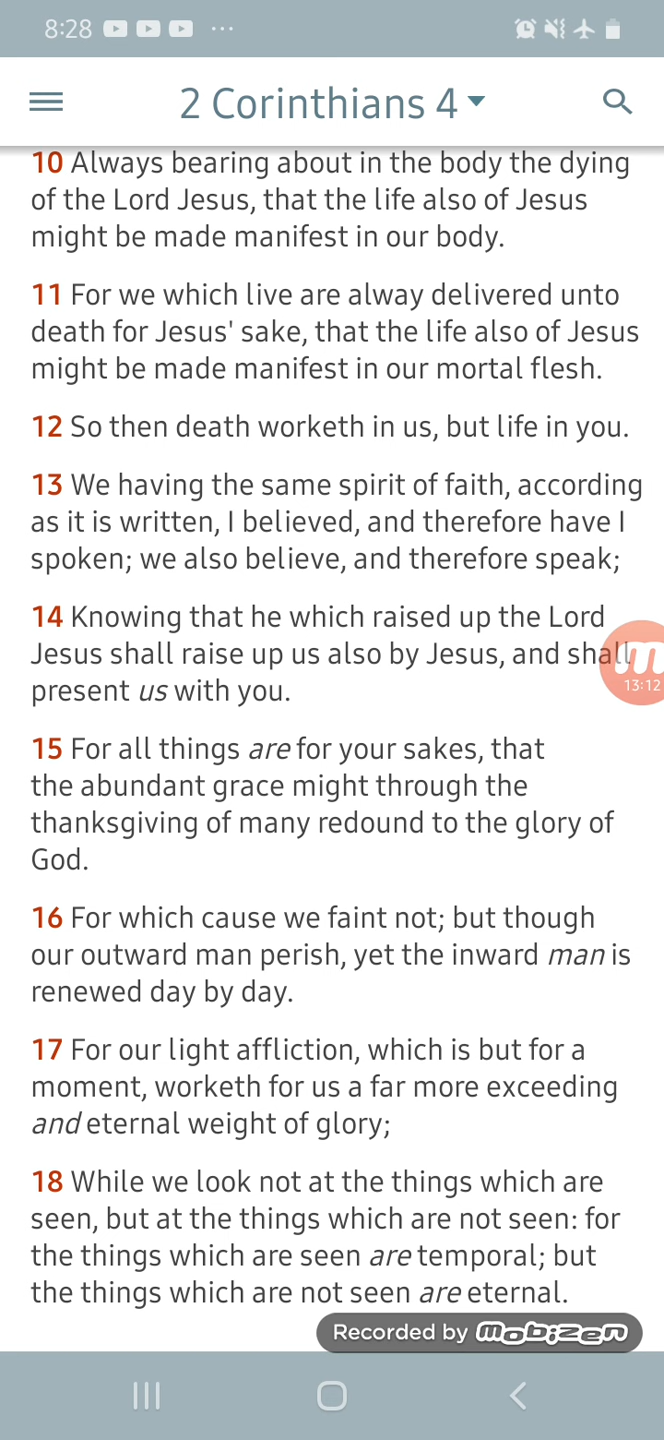 8:28
2 Corinthians 4
10 Always bearing about in the body the dying
of the Lord Jesus, that the life also of Jesus
might be made manifest in our body.
11 For we which live are alway delivered unto
death for Jesus' sake, that the life also of Jesus
might be made manifest in our mortal flesh.
12 So then death worketh in us, but life in you.
13 We having the same spirit of faith, according
as it is written, I believed, and therefore have I
spoken; we also believe, and therefore speak;
14 Knowing that he which raised up the Lord
Jesus shall raise up us also by Jesus, and shall
present us with you.
m
13:12
15 For all things are for your sakes, that
the abundant grace might through the
thanksgiving of many redound to the glory of
God.
16 For which cause we faint not; but though
our outward man perish, yet the inward man is
renewed day by day.
17 For our light affliction, which is but for a
moment, worketh for us a far more exceeding
and eternal weight of glory;
18 While we look not at the things which are
seen, but at the things which are not seen: for
the things which are seen are temporal; but
the things which are not seen are eternal.
Recorded by mobizen